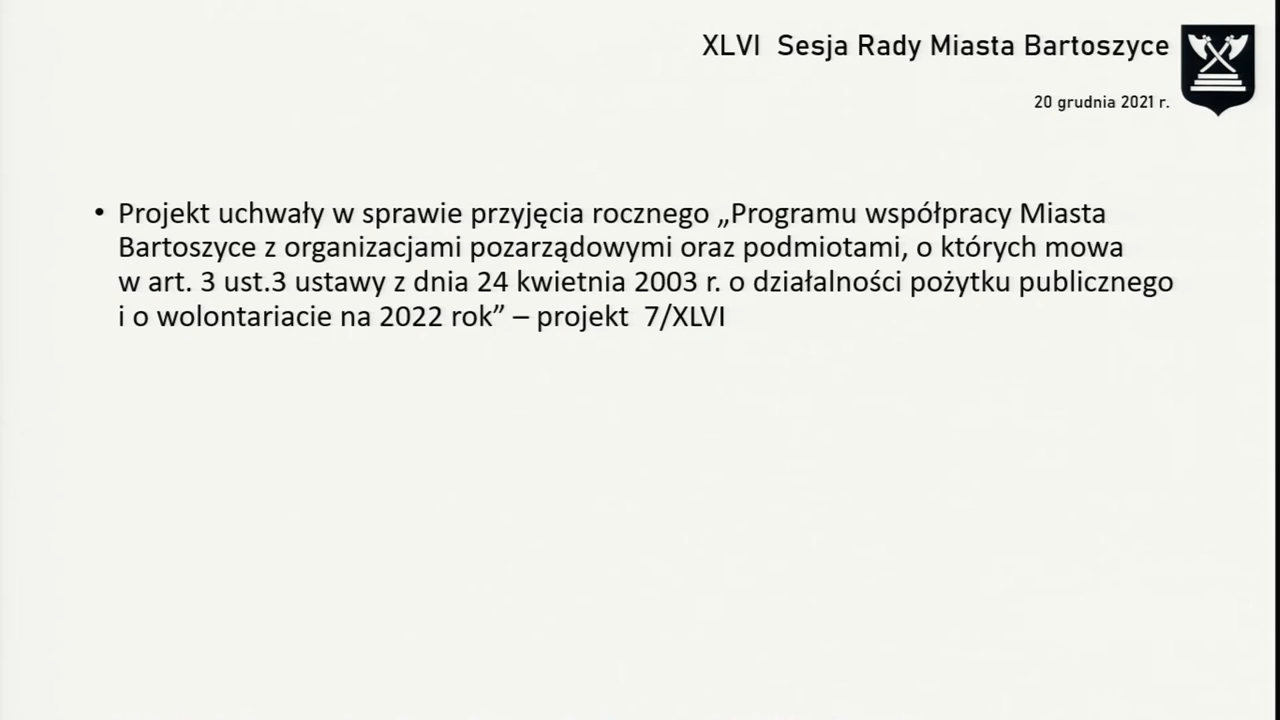 XLVI Sesja Rady Miasta Bartoszyce
20 grudnia 2021 r.
• Projekt uchwały w sprawie przyjęcia rocznego „Programu współpracy Miasta
Bartoszyce z organizacjami pozarządowymi oraz podmiotami, o których mowa
w art. 3 ust.3 ustawy z dnia 24 kwietnia 2003 r. o działalności pożytku publicznego
i o wolontariacie na 2022 rok” – projekt 7/XLVI